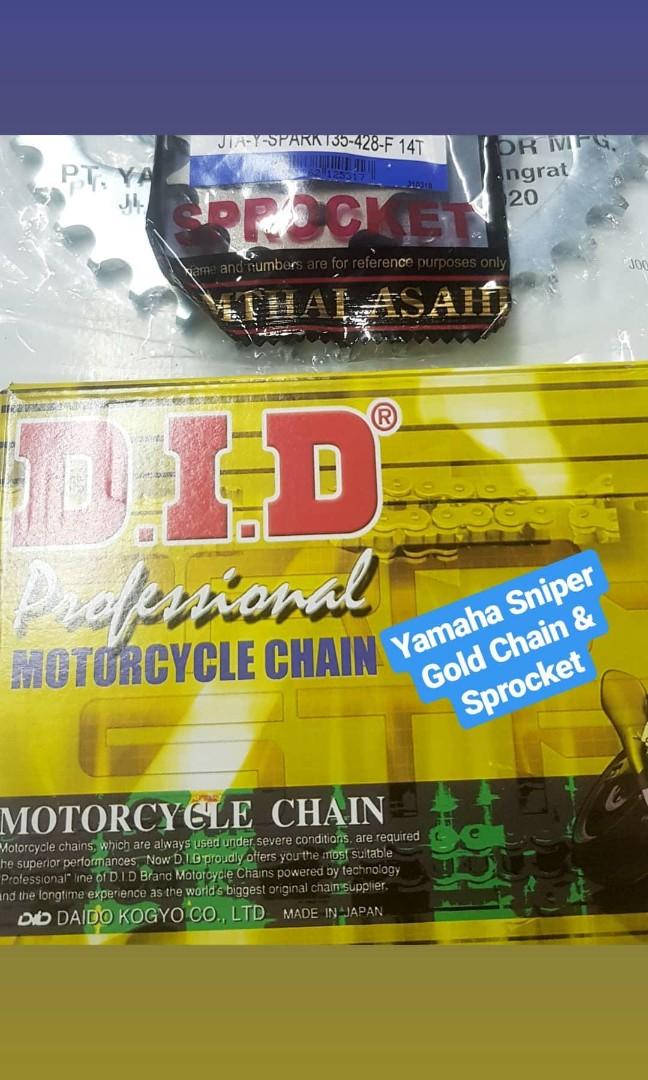 JTA-Y-SPARK135-428-F 14T
PT. YA
OR MFG.
ngrat
020
SPROCKET
name and numbers are for reference purposes only
MTHAI ASAHI
D.I.D®
Professional
MOTORCYCLE CHAIN
Yamaha Sniper
Gold Chain &
Sprocket
MOTORCYCLE CHAIN
Motorcycle chains, which are always used under severe conditions, are required
he superior performances. Now D.I.D proudly offers you the most suitable
"Professional" line of D.I.D Brand Motorcycle Chains powered by technology
and the longtime experience as the world's biggest original chain supplier.
DID DAIDO KOGYO CO., LTD MADE IN JAPAN